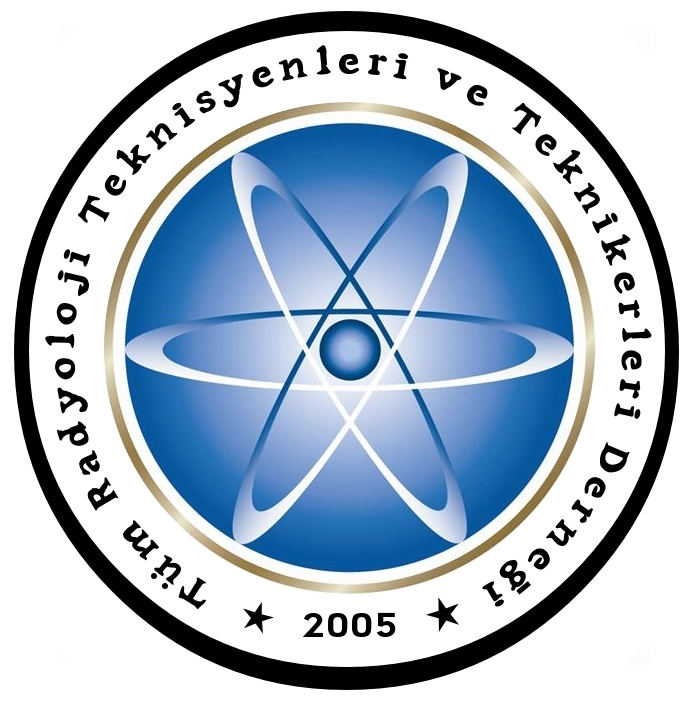 Tüm Radyoloji Teknisyenleri ve Teknikerleri Derneği
★ 2005 ★